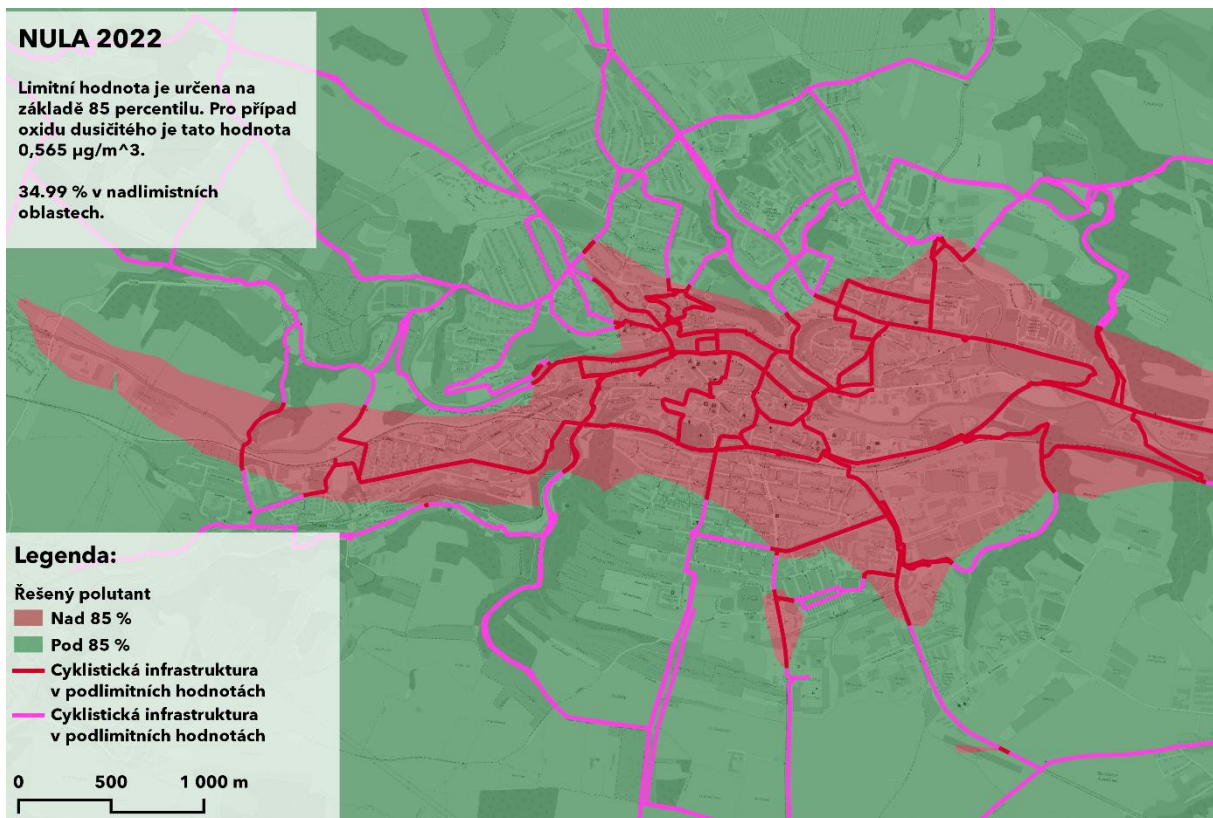 NULA 2022
Limitní hodnota je určena na
základě 85 percentilu. Pro případ
oxidu dusičitého je tato hodnota
0,565 µg/m^3.
34.99 % v nadlimistních
oblastech.
Legenda:
Řešený polutant
Nad 85 %
Pod 85 %
Cyklistická infrastruktura
v podlimitních hodnotách
Cyklistická infrastruktura
v podlimitních hodnotách
0 500 1 000 m